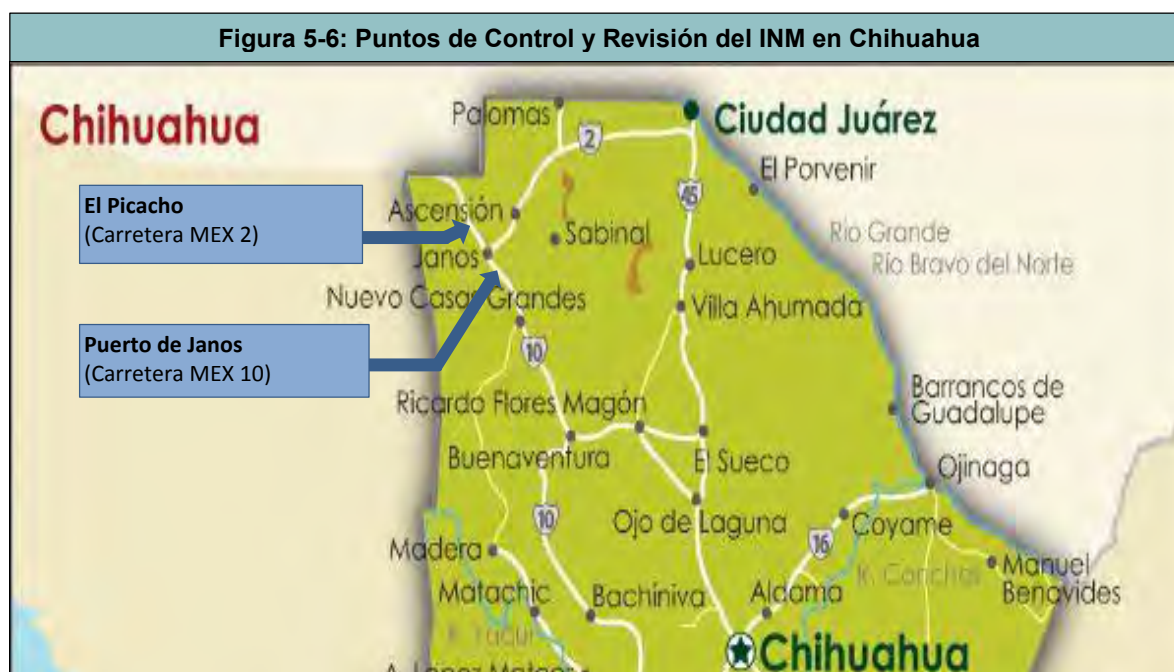 Figura 5-6: Puntos de Control y Revisión del INM en Chihuahua
Chihuahua
Palomas
Ciudad Juárez
2
El Porvenir
El Picacho
(Carretera MEX 2)
45
Ascensión
Sabinal
Río Grande
Río Bravo del Norte
Janos
Lucero
Nuevo Casas Grandes
Villa Ahumada
Puerto de Janos
(Carretera MEX 10)
10
Ricardo Flores Magón
Barrancos de
Guadalupe
Buenaventura
El Sueco
Ojinaga
10
Ojo de Laguna
Coyame
16
Madera
R. Conchos
Manuel
Benavides
Matachic
Bachíniva
Aldama
Chihuahua